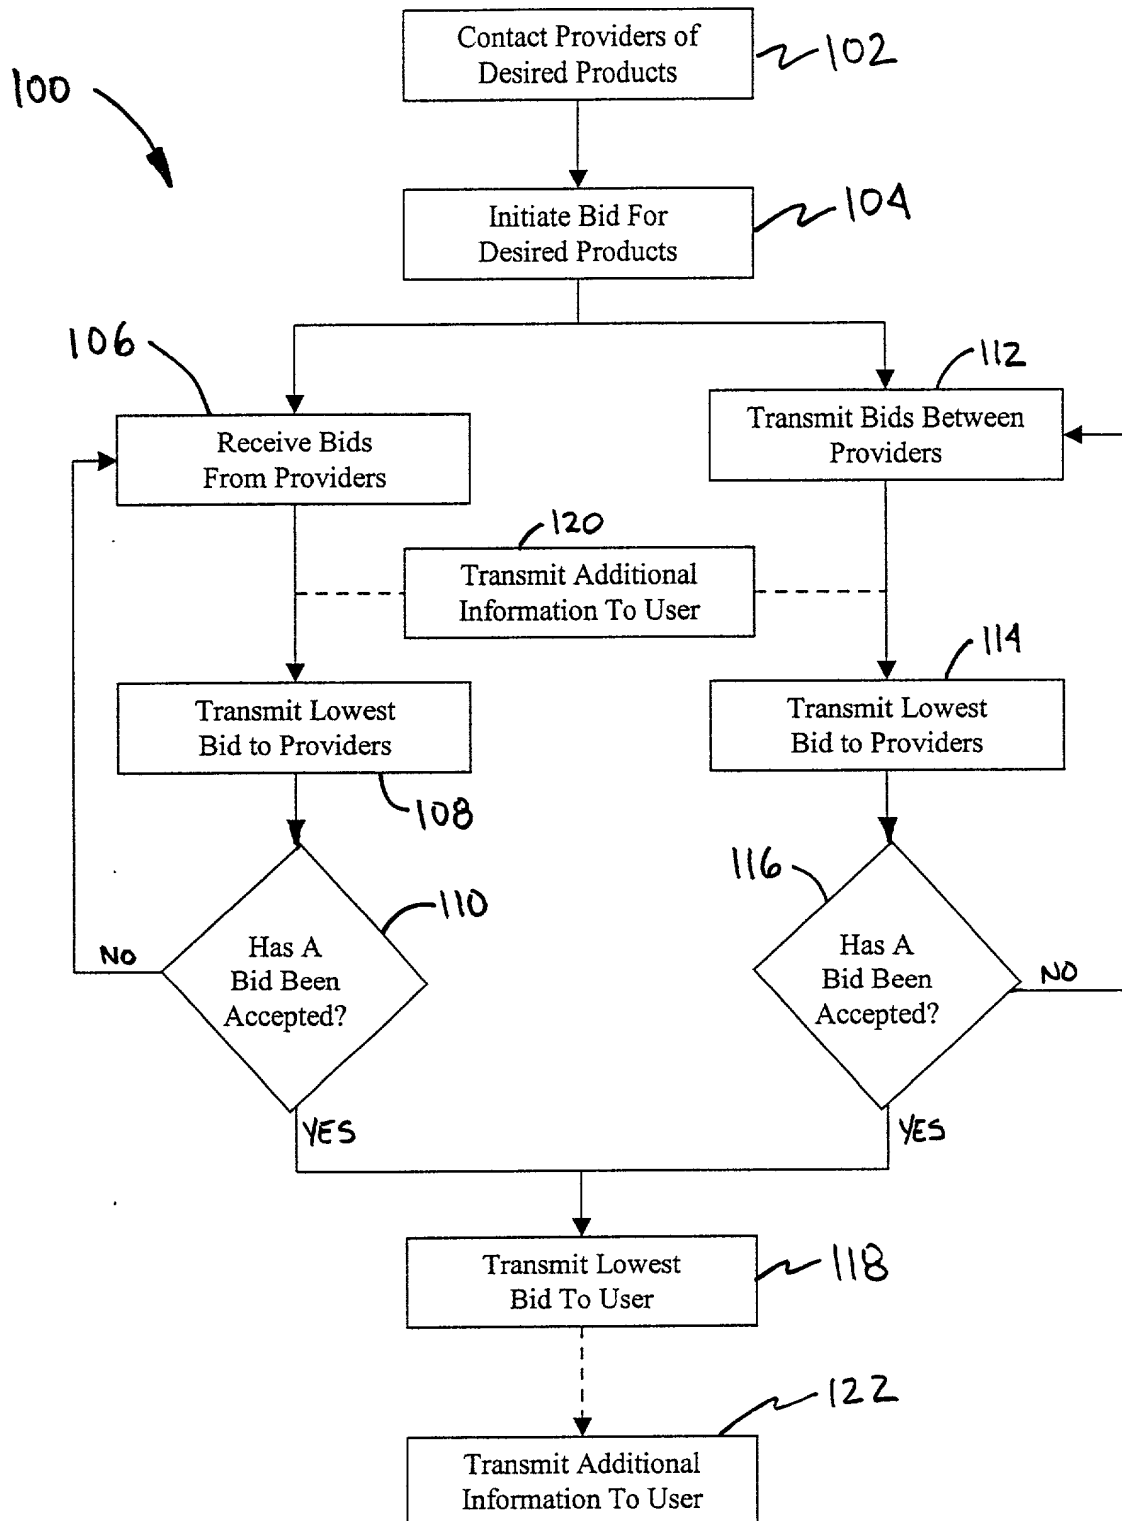 Contact Providers of
Desired Products
102
100
Initiate Bid For
Desired Products
104
106
112
Receive Bids
From Providers
Transmit Bids Between
Providers
120
Transmit Additional
Information To User
114
Transmit Lowest
Bid to Providers
108
Transmit Lowest
Bid to Providers
110
116
Has A
Bid Been
Accepted?
NO
YES
Has A
Bid Been
Accepted?
NO
YES
Transmit Lowest
Bid To User
118
122
Transmit Additional
Information To User